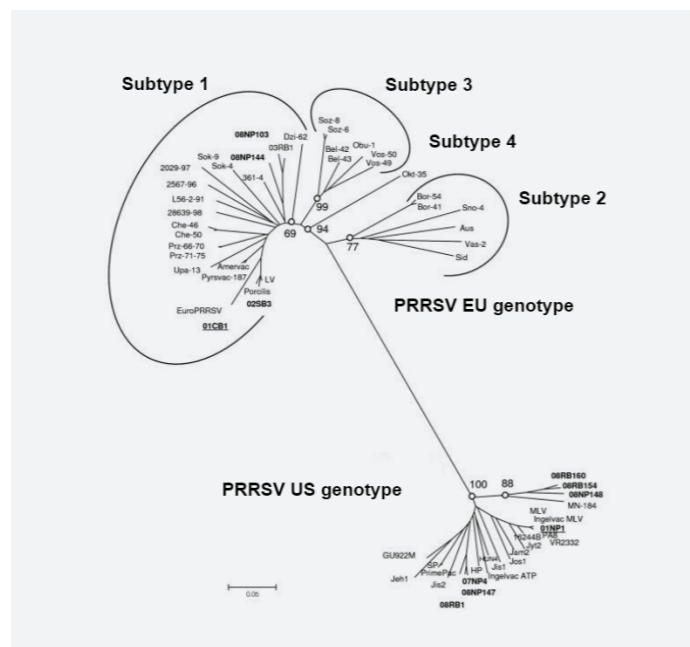 Subtype 1
Subtype 3
Subtype 4
Subtype 2
Soz-8
Soz-6
08NP103
Dzi-62
03RB1
Obu-1
Bel-42
Bel-43
Vos-50
Vos-49
Sok-9
08NP144
2029-97
Sok-4
Okt-35
361-4
2567-96
Bor-54
Bor-41
L56-2-91
99
Sno-4
28639-98
Che-46
94
Aus
Che-50
69
77
Prz-66-70
Vas-2
Prz-71-75
Sid
Upa-13
Amervac
Pyrsvac-187
LV
Porcilis
02SB3
EuroPRRSV
01CB1
PRRSV EU genotype
PRRSV US genotype
08RB160
100
88
08RB154
08NP148
MN-184
MLV
Ingelvac MLV
01NP1
16244B
PA8
VR2332
Jyt2
Jam2
GU922M
HUN4
Jos1
SP
Jis1
PrimePac
HP
Ingelvac ATP
Jeh1
Jis2
07NP4
08NP147
08RB1
0.05